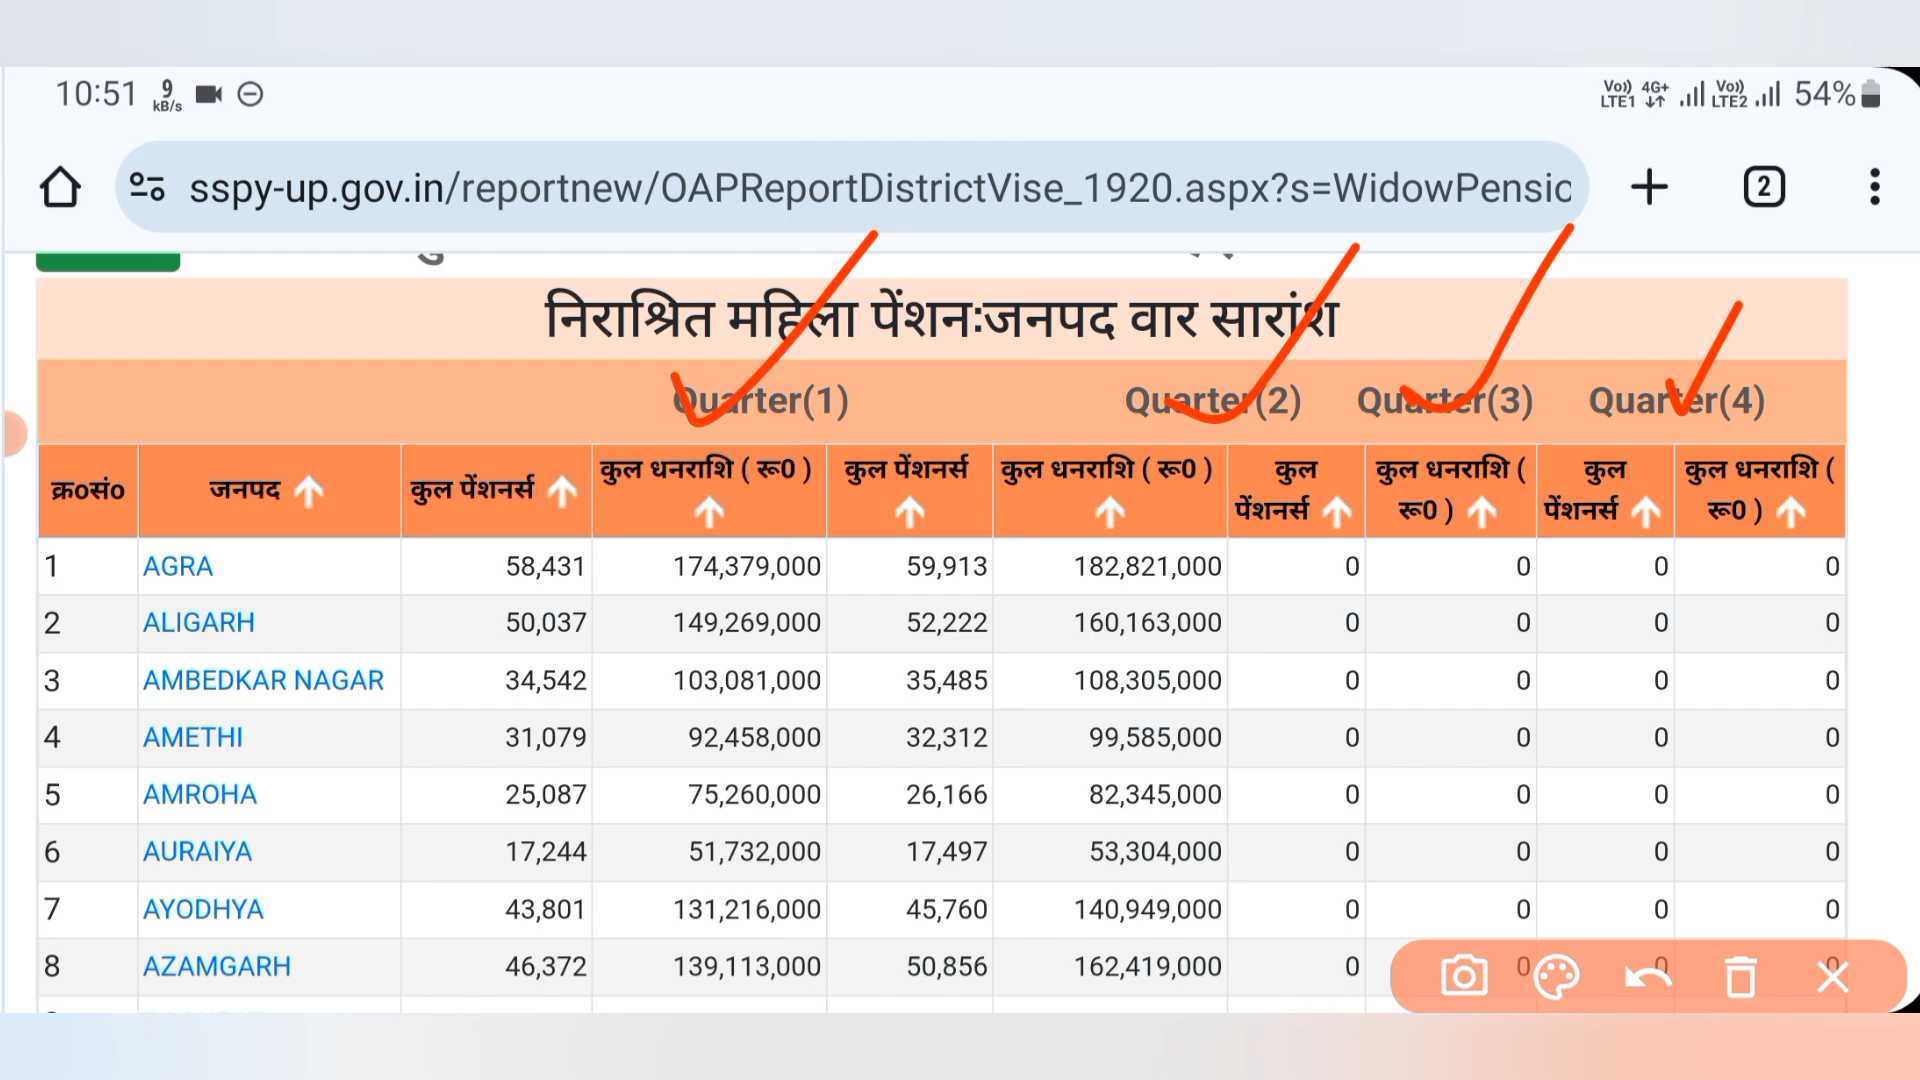 10:51 9 kB/s Vo)) LTE1 4G+ Vo)) LTE2 54%
sspy-up.gov.in/reportnew/OAPReportDistrictVise_1920.aspx?s=WidowPensio 2
निराश्रित महिला पेंशन:जनपद वार सारांश
Quarter(1) Quarter(2) Quarter(3) Quarter(4)
क्र०सं० जनपद कुल पेंशनर्स कुल धनराशि ( रू0 ) कुल पेंशनर्स कुल धनराशि ( रू0 ) कुल पेंशनर्स कुल धनराशि ( रू0 ) कुल पेंशनर्स कुल धनराशि ( रू0 )
1 AGRA 58,431 174,379,000 59,913 182,821,000 0 0 0 0
2 ALIGARH 50,037 149,269,000 52,222 160,163,000 0 0 0 0
3 AMBEDKAR NAGAR 34,542 103,081,000 35,485 108,305,000 0 0 0 0
4 AMETHI 31,079 92,458,000 32,312 99,585,000 0 0 0 0
5 AMROHA 25,087 75,260,000 26,166 82,345,000 0 0 0 0
6 AURAIYA 17,244 51,732,000 17,497 53,304,000 0 0 0 0
7 AYODHYA 43,801 131,216,000 45,760 140,949,000 0 0 0 0
8 AZAMGARH 46,372 139,113,000 50,856 162,419,000 0 0 0 0